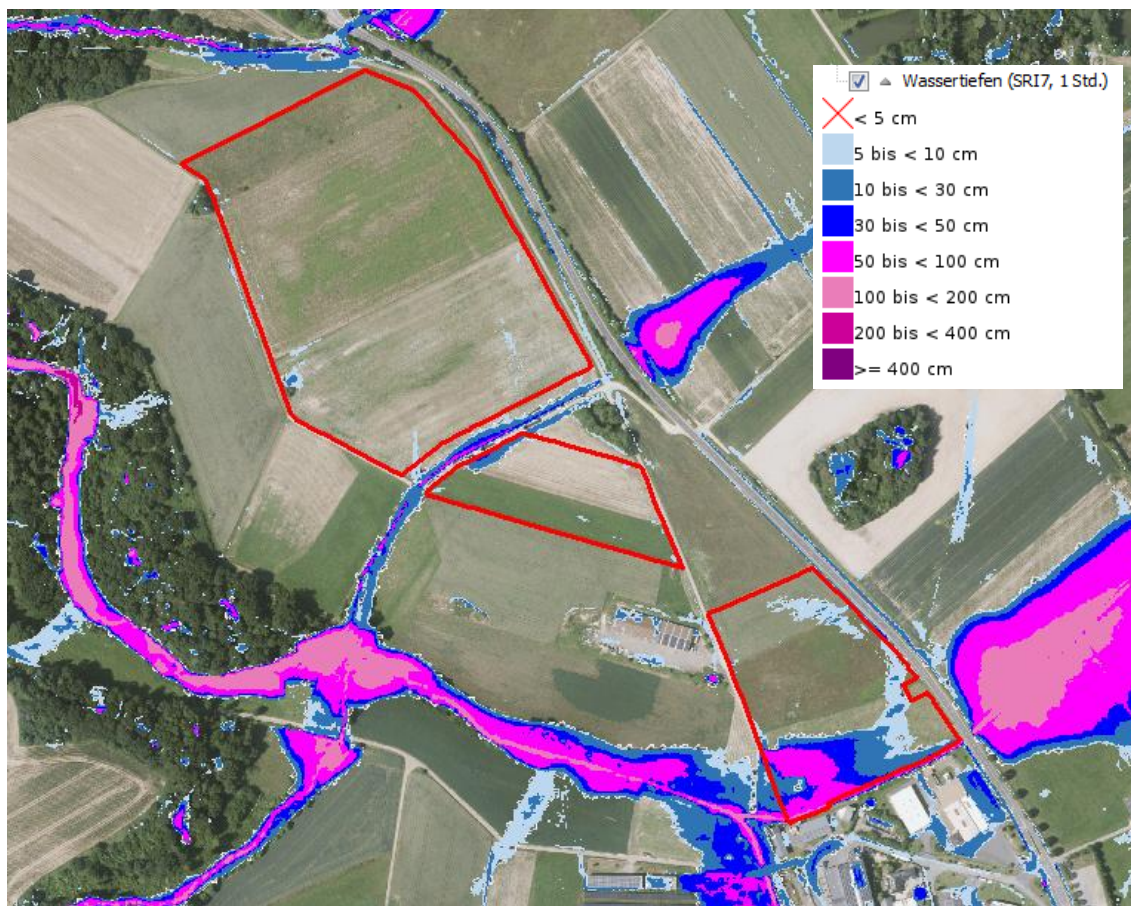 Wassertiefen (SRI7, 1 Std.)
< 5 cm
5 bis < 10 cm
10 bis < 30 cm
30 bis < 50 cm
50 bis < 100 cm
100 bis < 200 cm
200 bis < 400 cm
>= 400 cm